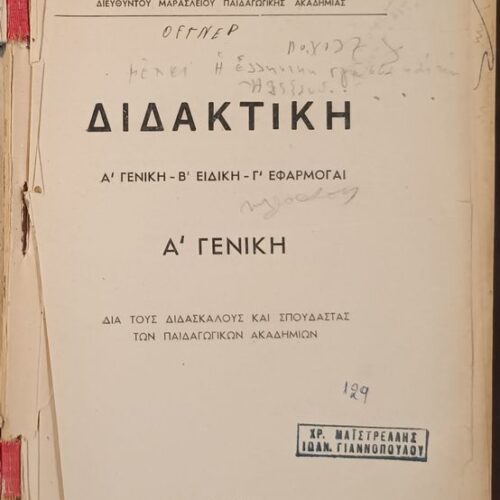 ΔΙΕΥΘΥΝΤΟΥ ΜΑΡΑΣΛΕΙΟΥ ΠΑΙΔΑΓΩΓΙΚΗΣ ΑΚΑΔΗΜΙΑΣ
ΔΙΔΑΚΤΙΚΗ
Α' ΓΕΝΙΚΗ - Β' ΕΙΔΙΚΗ - Γ' ΕΦΑΡΜΟΓΑΙ
Α' ΓΕΝΙΚΗ
ΔΙΑ ΤΟΥΣ ΔΙΔΑΣΚΑΛΟΥΣ ΚΑΙ ΣΠΟΥΔΑΣΤΑΣ
ΤΩΝ ΠΑΙΔΑΓΩΓΙΚΩΝ ΑΚΑΔΗΜΙΩΝ
129
ΧΡ. ΜΑΪΣΤΡΕΛΛΗΣ
ΙΩΑΝ. ΓΙΑΝΝΟΠΟΥΛΟΥ